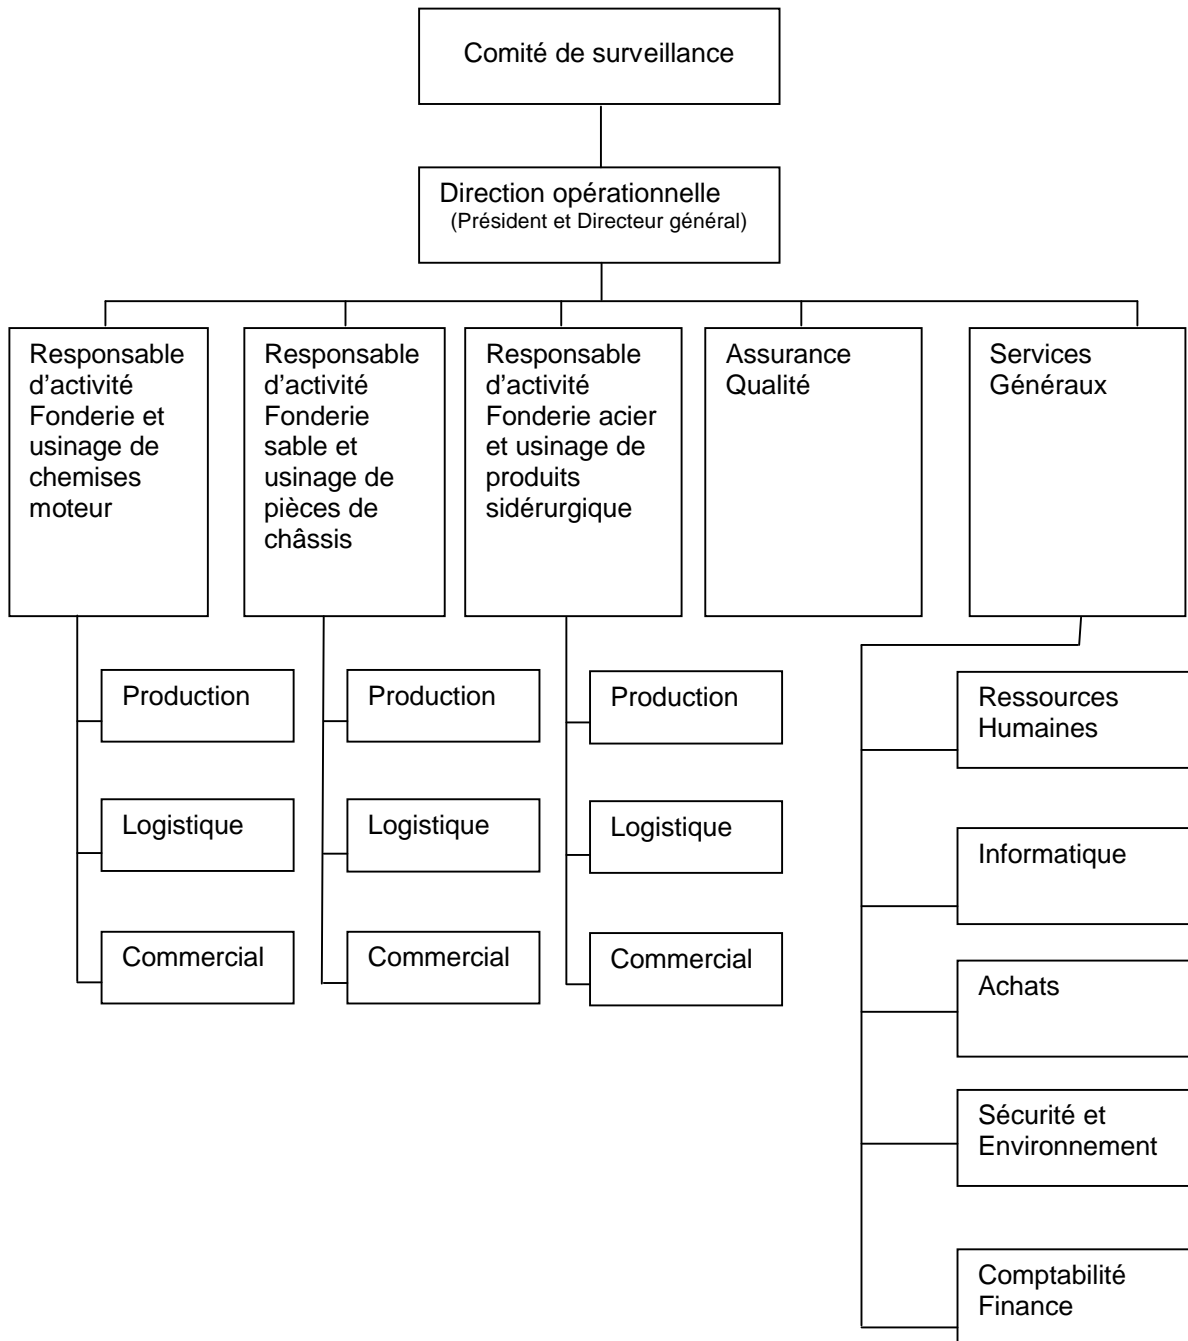 Comité de surveillance
Direction opérationnelle
(Président et Directeur général)
Responsable
d’activité
Fonderie et
usinage de
chemises
moteur
Responsable
d’activité
Fonderie
sable et
usinage de
pièces de
châssis
Responsable
d’activité
Fonderie acier
et usinage de
produits
sidérurgique
Assurance
Qualité
Services
Généraux
Production
Logistique
Commercial
Production
Logistique
Commercial
Production
Logistique
Commercial
Ressources
Humaines
Informatique
Achats
Sécurité et
Environnement
Comptabilité
Finance